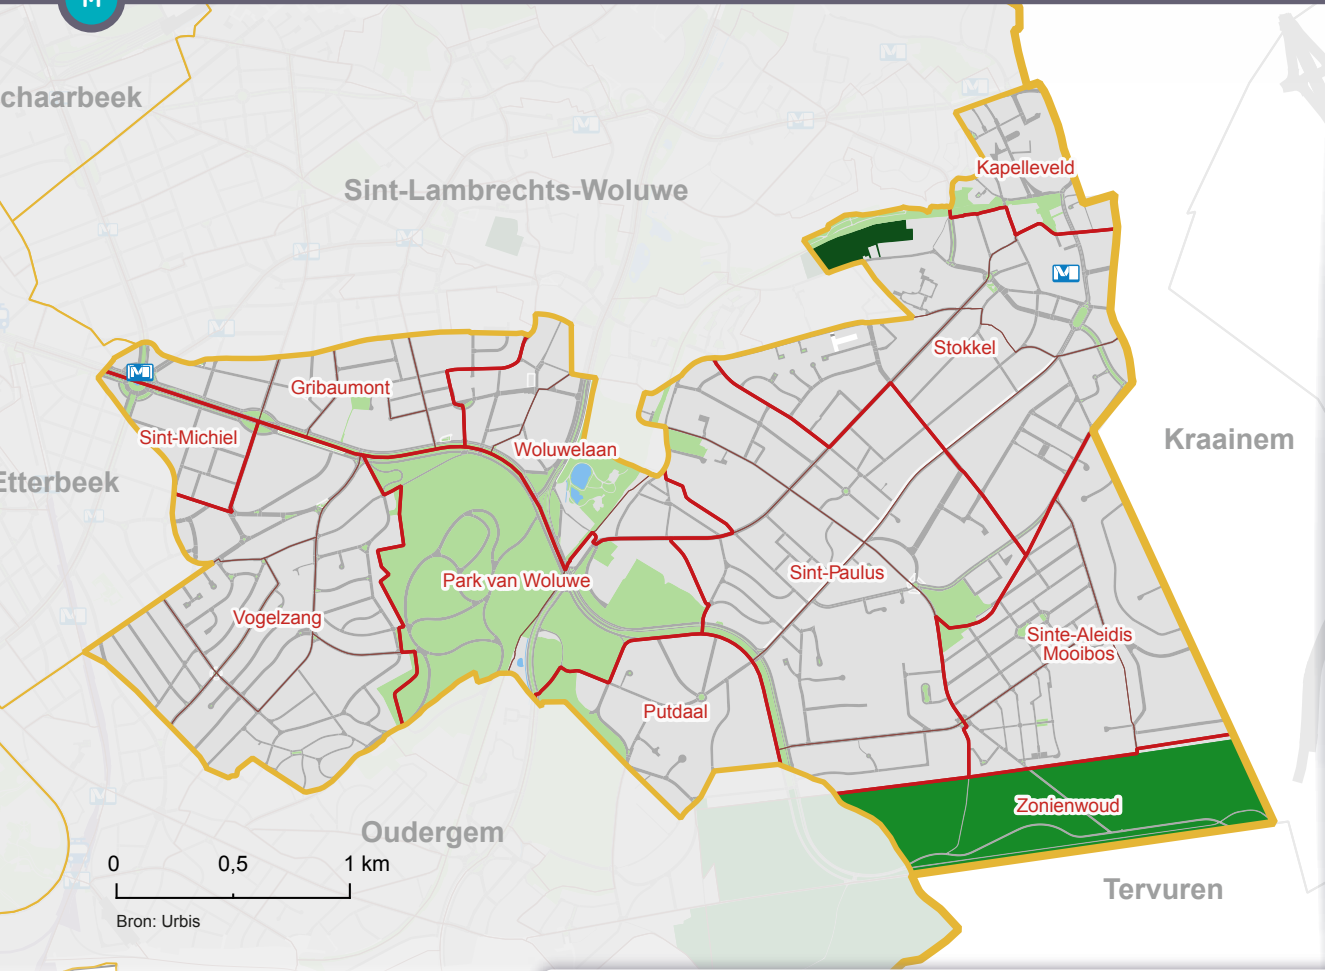 M
chaarbeek
Kapelleveld
Sint-Lambrechts-Woluwe
M
Stokkel
M
Gribaumont
Sint-Michiel
Woluwelaan
Kraainem
Etterbeek
Sint-Paulus
Park van Woluwe
Vogelzang
Sinte-Aleidis
Mooibos
Putdaal
Zonienwoud
Oudergem
0 0,5 1 km
Tervuren
Bron: Urbis